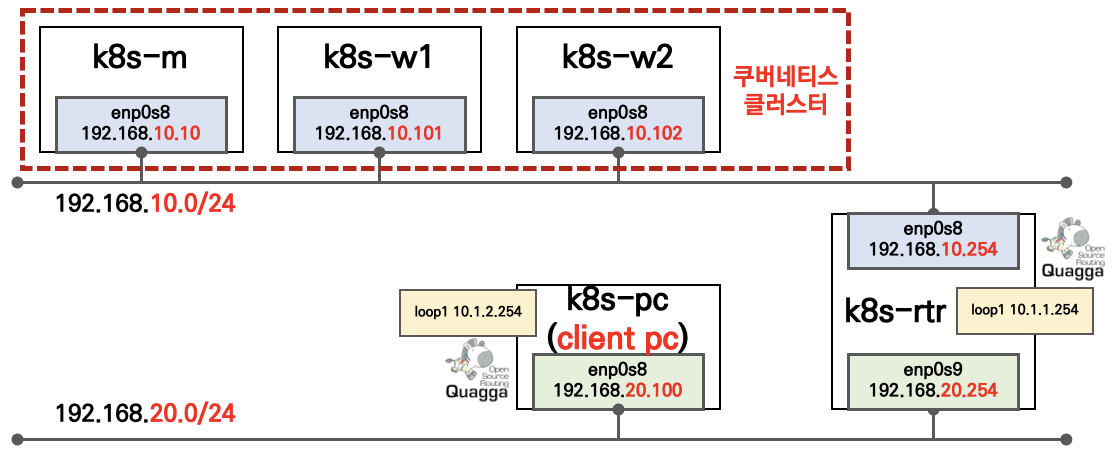 k8s-m
enp0s8
192.168.10.10
k8s-w1
enp0s8
192.168.10.101
k8s-w2
enp0s8
192.168.10.102
쿠버네티스
클러스터
192.168.10.0/24
enp0s8
192.168.10.254
Open
Source
Routing
Quagga
k8s-rtr
loop1 10.1.1.254
enp0s9
192.168.20.254
loop1 10.1.2.254
k8s-pc
(client pc)
enp0s8
192.168.20.100
Open
Source
Routing
Quagga
192.168.20.0/24